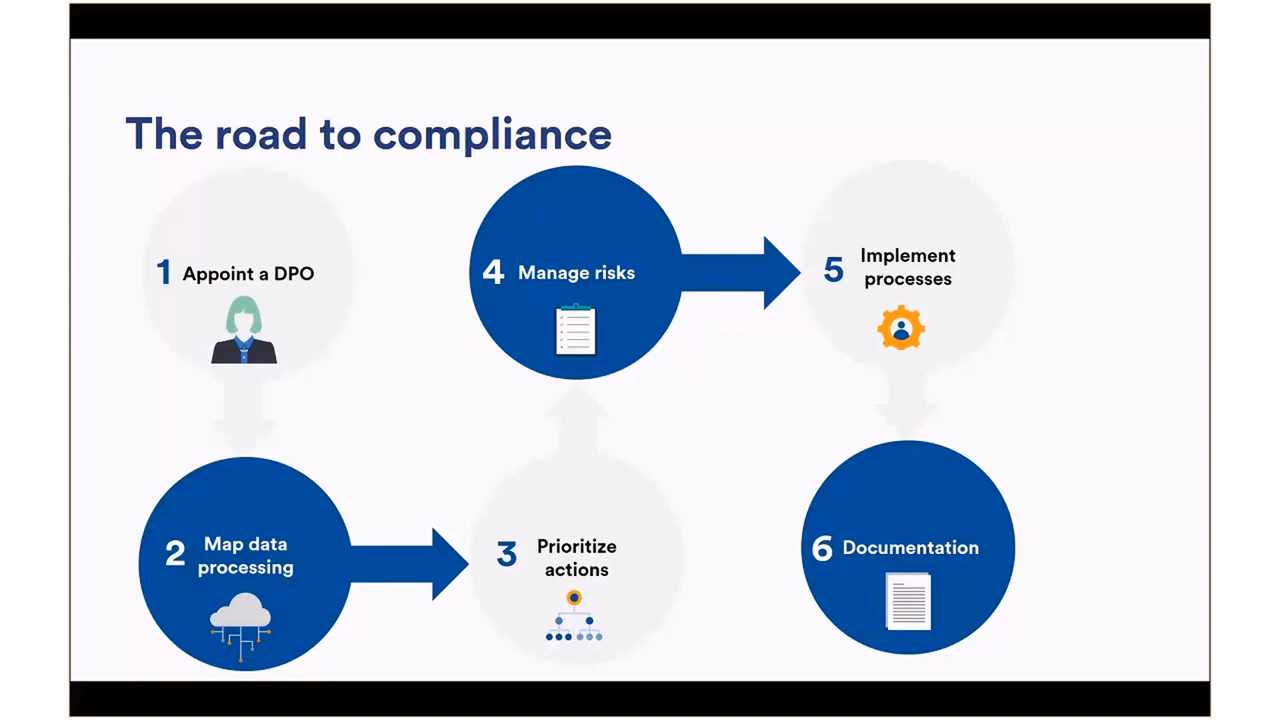 The road to compliance
1 Appoint a DPO
2 Map data
processing
3 Prioritize
actions
4 Manage risks
5 Implement
processes
6 Documentation